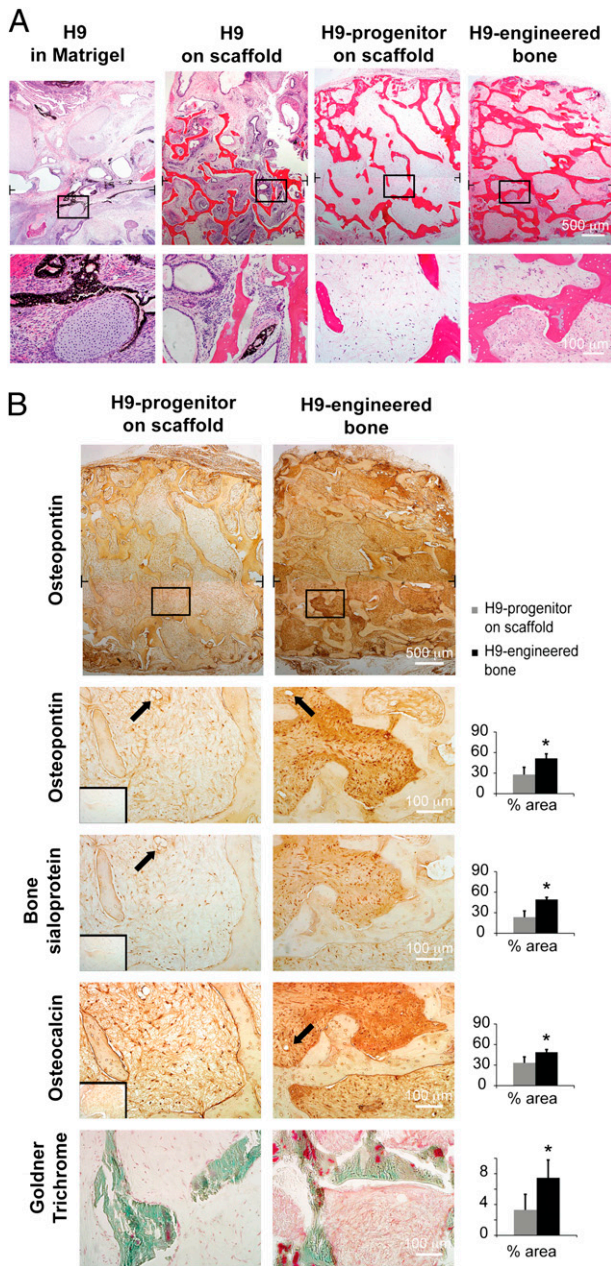 A
H9
in Matrigel
H9
on scaffold
H9-progenitor
on scaffold
H9-engineered
bone
500 µm
100 µm
B
H9-progenitor
on scaffold
H9-engineered
bone
Osteopontin
500 µm
H9-progenitor
on scaffold
H9-engineered
bone
Osteopontin
100 µm
90
60
30
0
*
% area
Bone
sialoprotein
100 µm
90
60
30
0
*
% area
Osteocalcin
100 µm
90
60
30
0
*
% area
Goldner
Trichrome
100 µm
8
4
0
*
% area